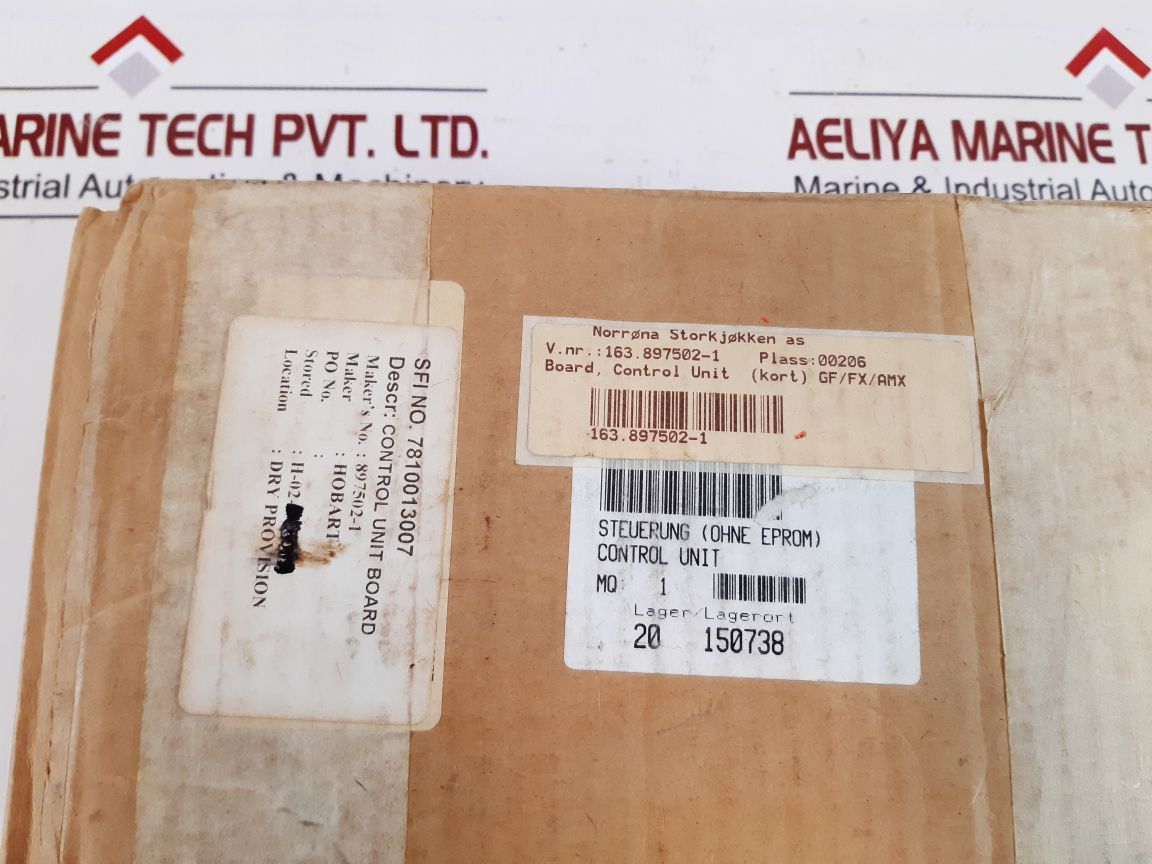 ARINE TECH PVT. LTD.
AELIYA MARINE
Marine & Industrial Auto
Norrøna Storkjøkken as
V.nr.:163.897502-1 Plass:00206
Board, Control Unit (kort) GF/FX/AMX
163.897502-1
STEUERUNG (OHNE EPROM)
CONTROL UNIT
MQ 1
Lager/Lagerort
20 150738
SFI NO. 7810013007
Descr: CONTROL UNIT BOARD
Maker's No. : 897502-1
Maker : HOBART
PO No. :
Stored : H-02-
Location : DRY PROVISION